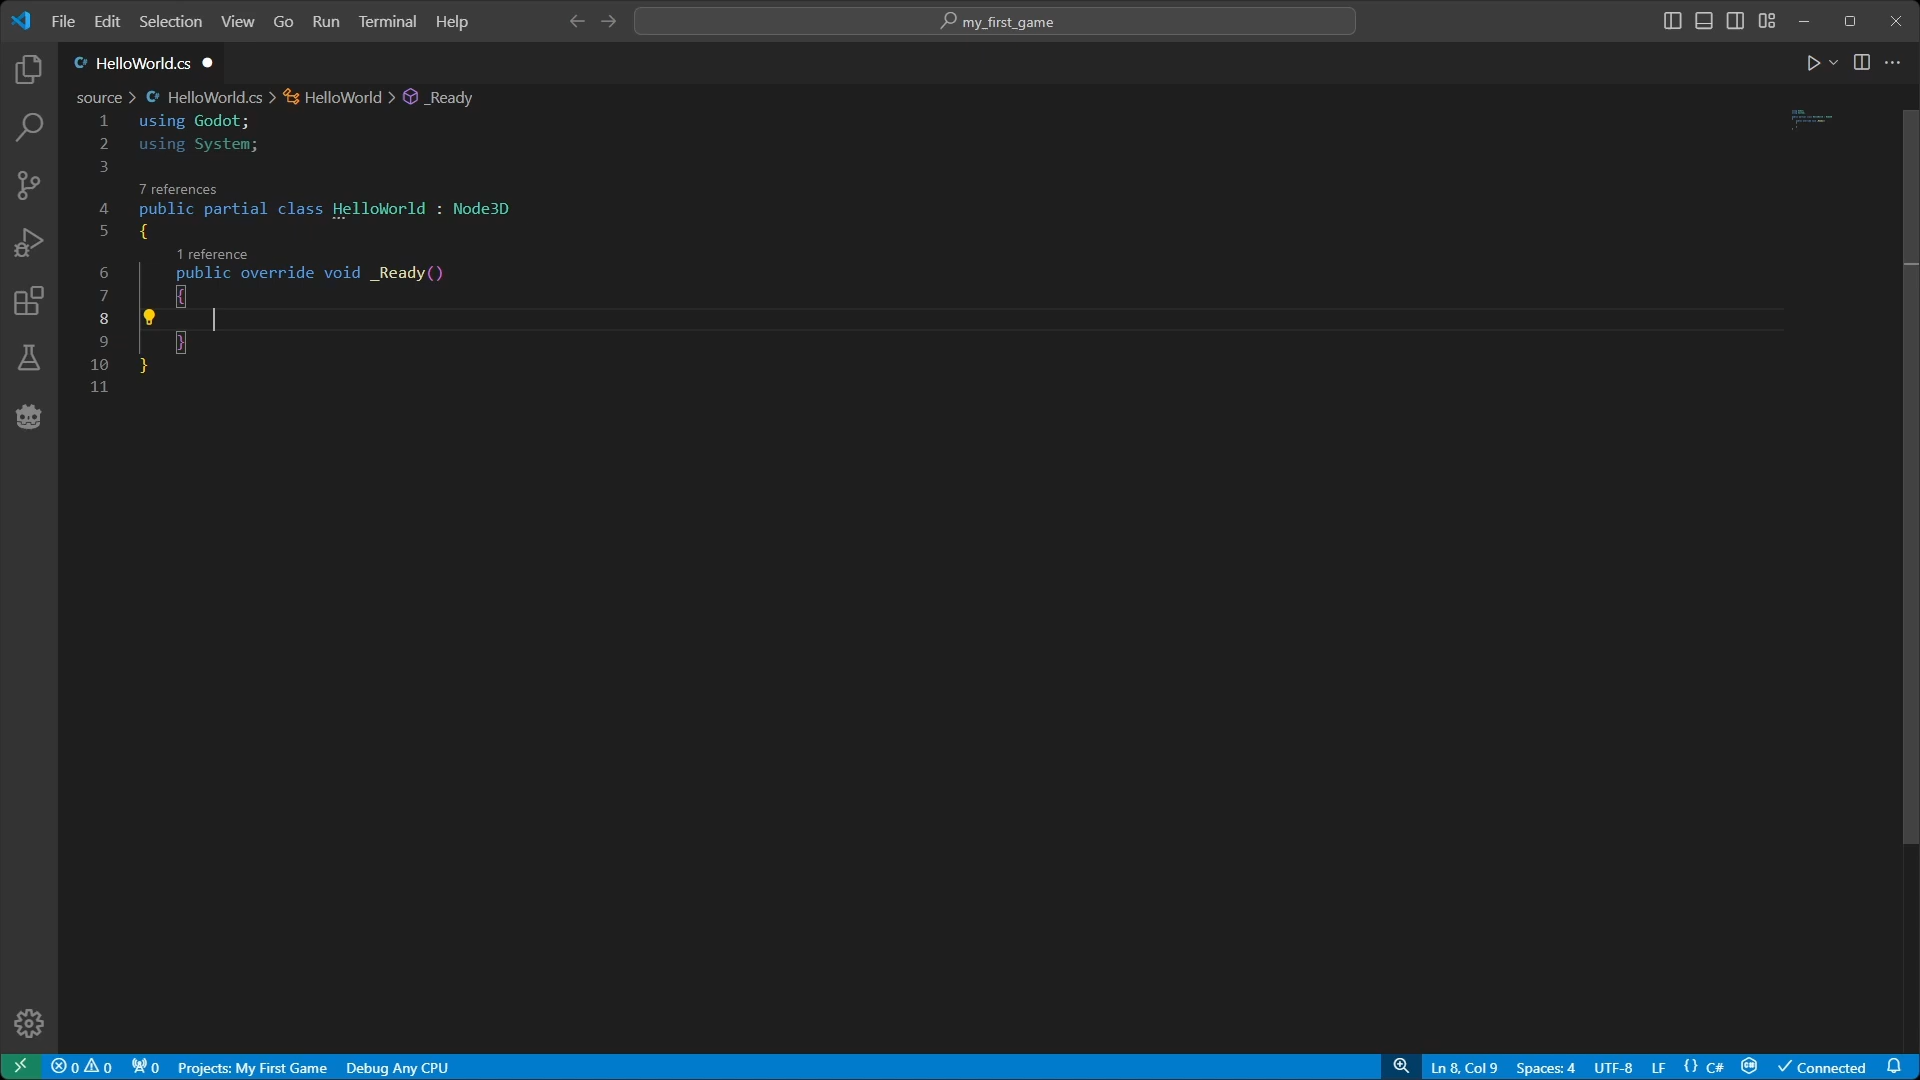 File Edit Selection View Go Run Terminal Help
my_first_game
HelloWorld.cs
source > HelloWorld.cs > HelloWorld > _Ready
1 using Godot;
2 using System;
3
7 references
4 public partial class HelloWorld : Node3D
5 {
1 reference
6 public override void _Ready()
7 {
8
9 }
10 }
11
0 0 0 Projects: My First Game Debug Any CPU Ln 8, Col 9 Spaces: 4 UTF-8 LF {} C# Connected